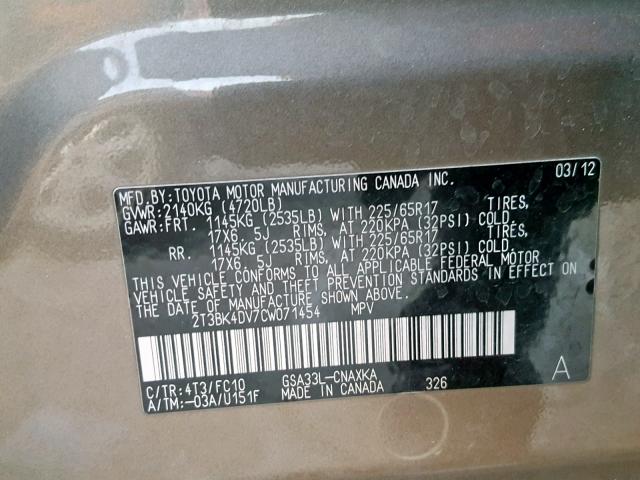 MFD.BY:TOYOTA MOTOR MANUFACTURING CANADA INC. 03/12
GVWR:2140KG (4720LB)
GAWR:FRT. 1145KG (2535LB) WITH 225/65R17 TIRES,
17X6. 5J RIMS, AT 220KPA (32PSI) COLD.
RR. 1145KG (2535LB) WITH 225/65R17 TIRES,
17X6. 5J RIMS, AT 220KPA (32PSI) COLD.
THIS VEHICLE CONFORMS TO ALL APPLICABLE FEDERAL MOTOR
VEHICLE SAFETY AND THEFT PREVENTION STANDARDS IN EFFECT ON
THE DATE OF MANUFACTURE SHOWN ABOVE.
2T3BK4DV7CW071454 MPV
C/TR:4T3/FC10 GSA33L-CNAXKA A
A/TM:-03A/U151F MADE IN CANADA 326